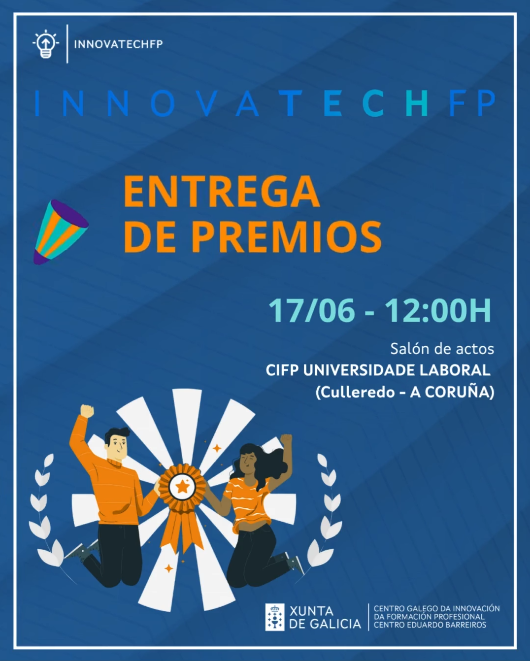 INNOVATECHFP
INNOVATECHFP
ENTREGA
DE PREMIOS
17/06 - 12:00H
Salón de actos
CIFP UNIVERSIDADE LABORAL
(Culleredo - A CORUÑA)
XUNTA
DE GALICIA
CENTRO GALEGO DA INNOVACIÓN
DA FORMACIÓN PROFESIONAL
CENTRO EDUARDO BARREIROS